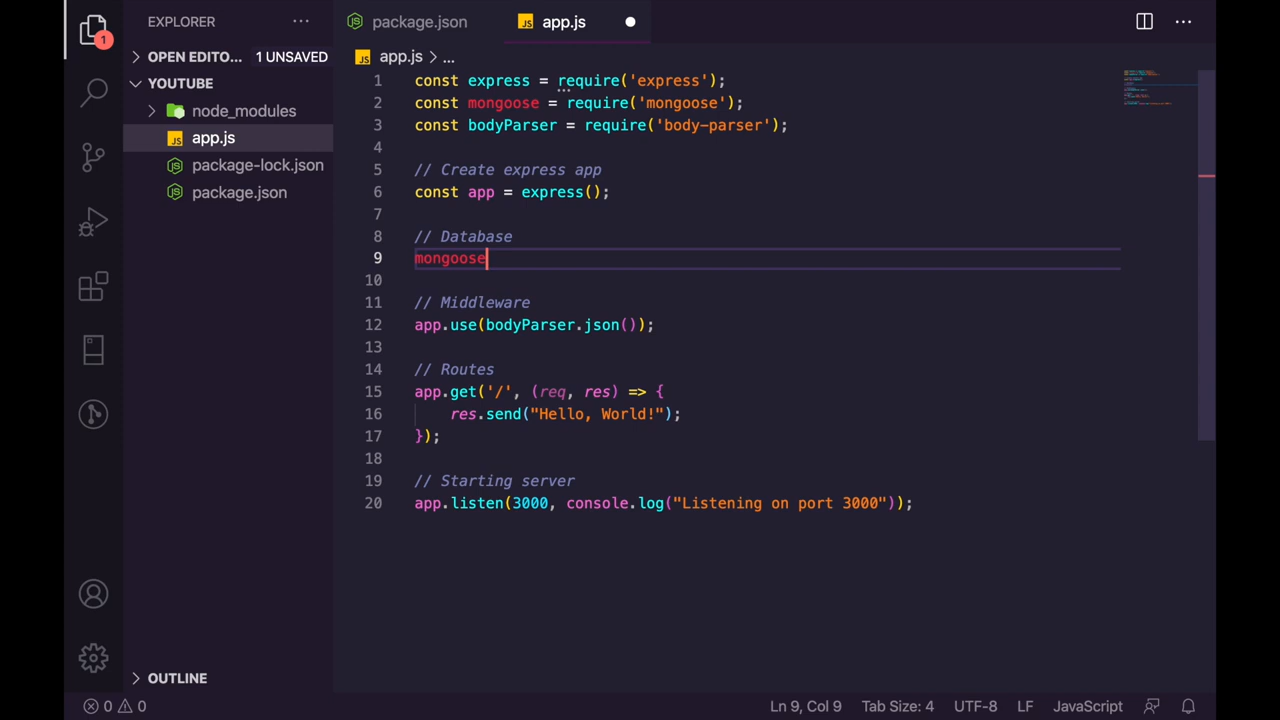 EXPLORER
package.json
app.js
1
OPEN EDITO... 1 UNSAVED
app.js > ...
YOUTUBE
node_modules
app.js
package-lock.json
package.json
1 const express = require('express');
2 const mongoose = require('mongoose');
3 const bodyParser = require('body-parser');
4
5 // Create express app
6 const app = express();
7
8 // Database
9 mongoose
10
11 // Middleware
12 app.use(bodyParser.json());
13
14 // Routes
15 app.get('/', (req, res) => {
16     res.send("Hello, World!");
17 });
18
19 // Starting server
20 app.listen(3000, console.log("Listening on port 3000"));
OUTLINE
0 0 Ln 9, Col 9 Tab Size: 4 UTF-8 LF JavaScript